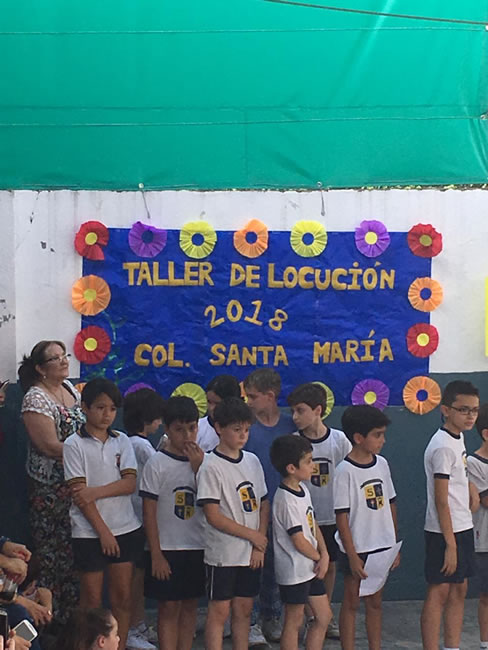 TALLER DE LOCUCIÓN
2018
COL. SANTA MARÍA